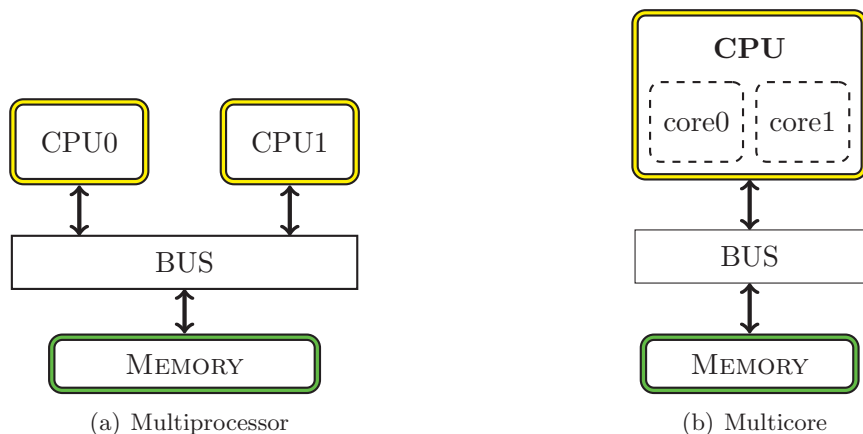 CPU0
CPU1
BUS
MEMORY
(a) Multiprocessor
CPU
core0
core1
BUS
MEMORY
(b) Multicore